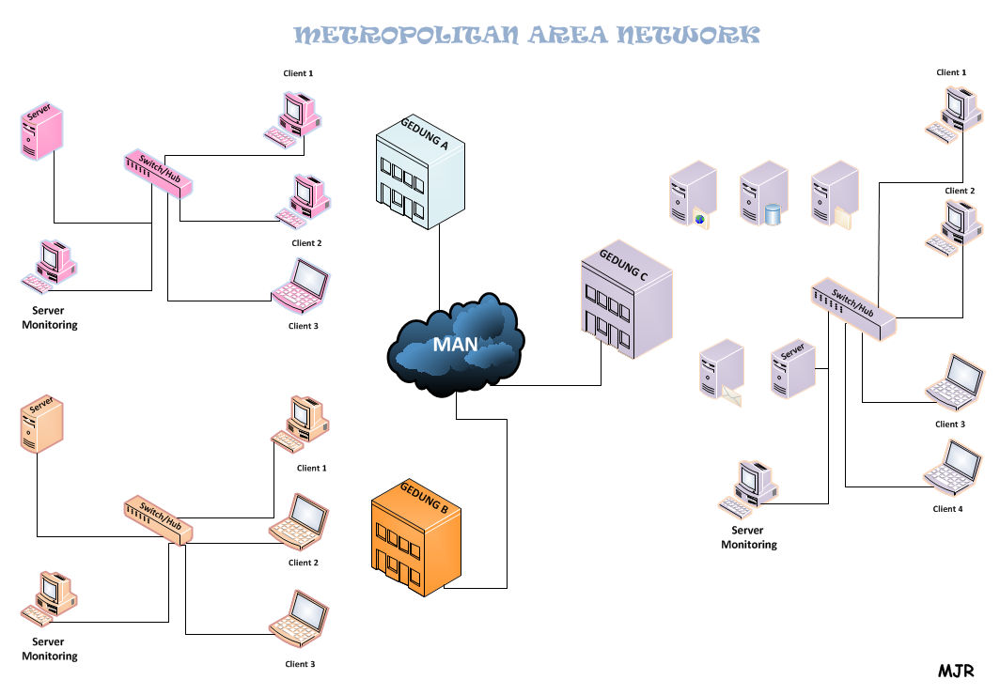 METROPOLITAN AREA NETWORK
Client 1
Server
Switch/Hub
Client 2
Client 3
Server
Monitoring
GEDUNG A
MAN
GEDUNG C
Client 1
Client 2
Switch/Hub
Server
Client 3
Client 4
Server
Monitoring
Server
Client 1
Switch/Hub
Client 2
Server
Monitoring
Client 3
GEDUNG B
MJR